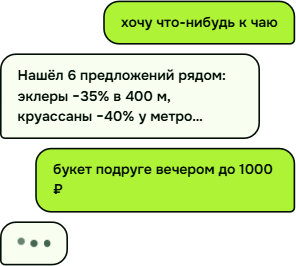 хочу что-нибудь к чаю
Нашёл 6 предложений рядом:
эклеры −35% в 400 м,
круассаны −40% у метро...
букет подруге вечером до 1000
₽